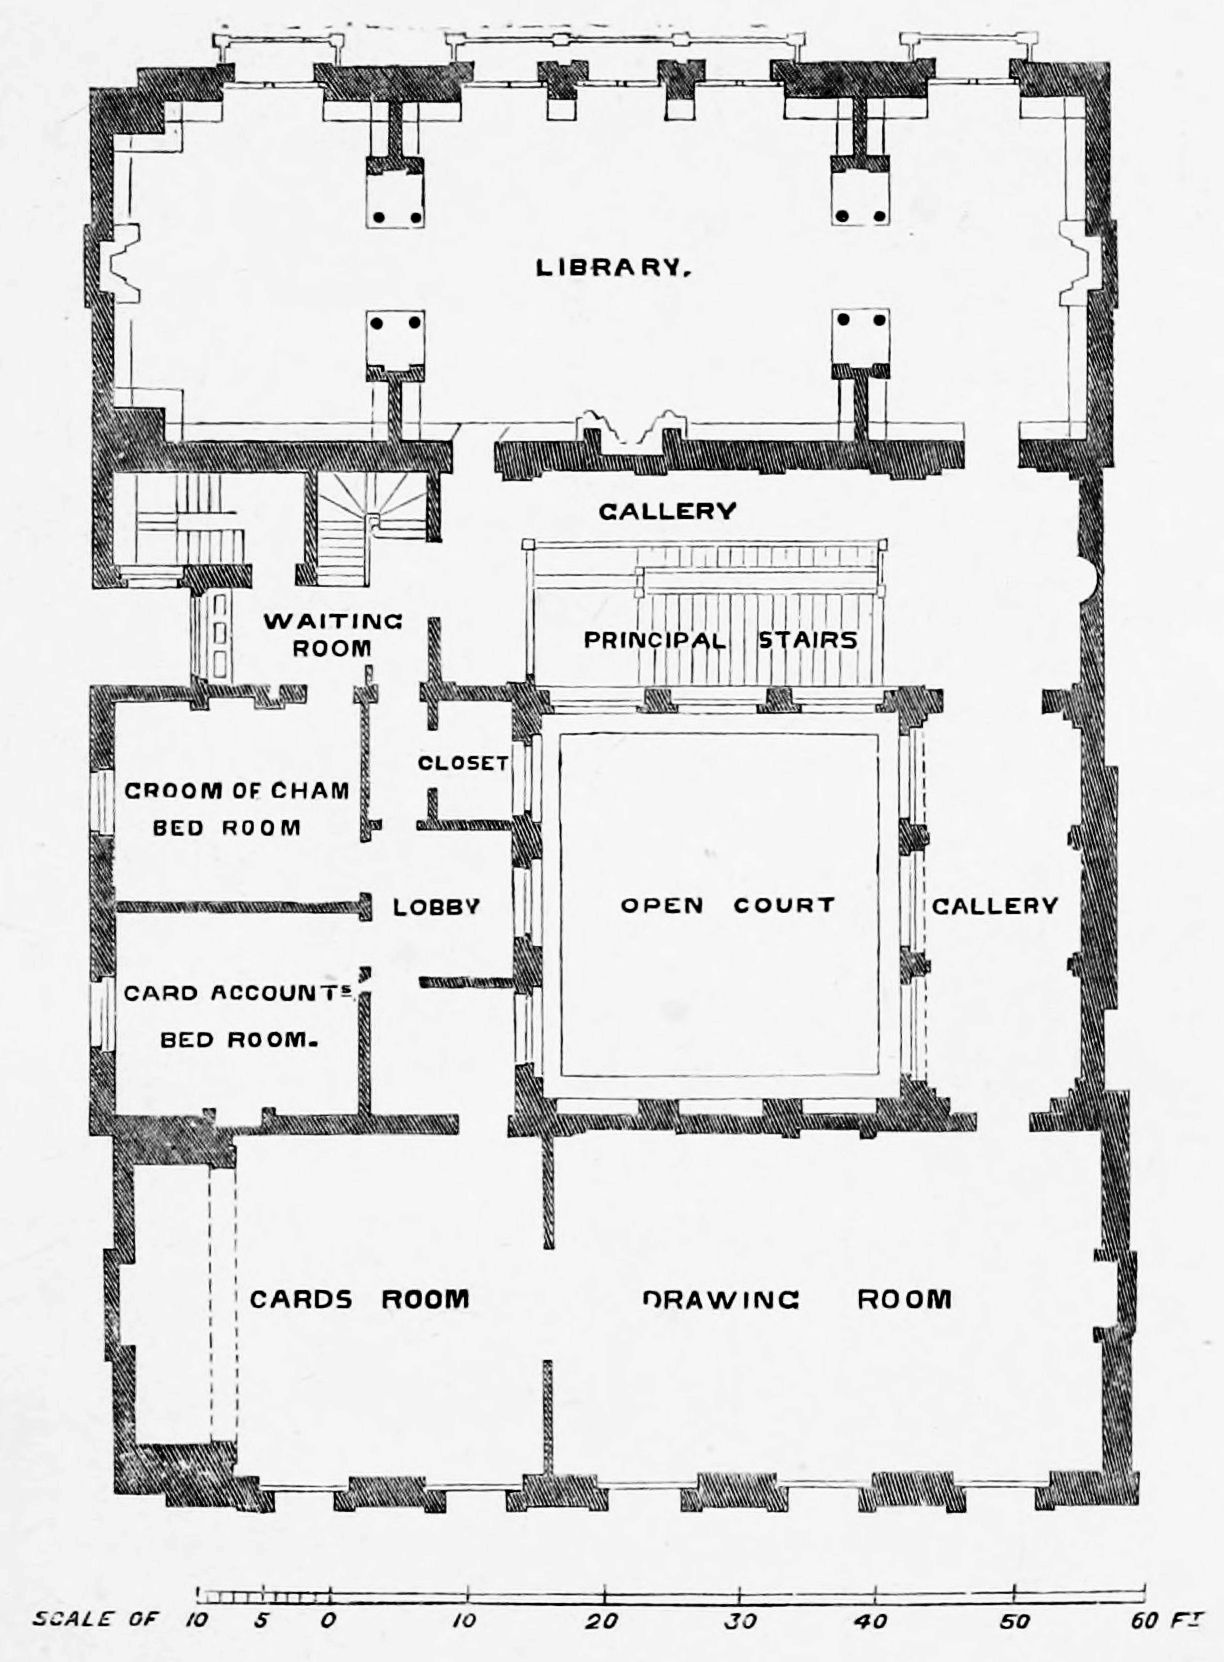 LIBRARY.
GALLERY
WAITING
ROOM
PRINCIPAL STAIRS
CLOSET
GROOM OF CHAM
BED ROOM
LOBBY
OPEN COURT
GALLERY
CARD ACCOUNTS
BED ROOM.
CARDS ROOM
DRAWING ROOM
SCALE OF 10 5 0 10 20 30 40 50 60 FT